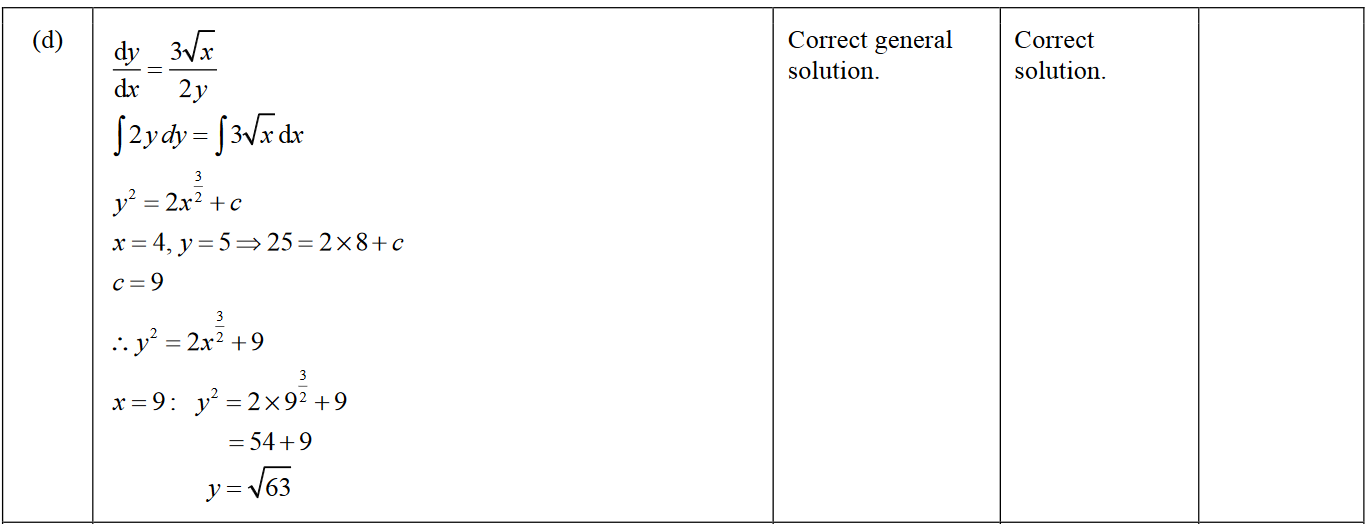 (d)
dy/dx = 3√x/2y
∫2y dy = ∫3√x dx
y² = 2x^(3/2) + c
x = 4, y = 5 ⇒ 25 = 2 × 8 + c
c = 9
∴ y² = 2x^(3/2) + 9
x = 9 : y² = 2 × 9^(3/2) + 9
= 54 + 9
y = √63
Correct general
solution.
Correct
solution.